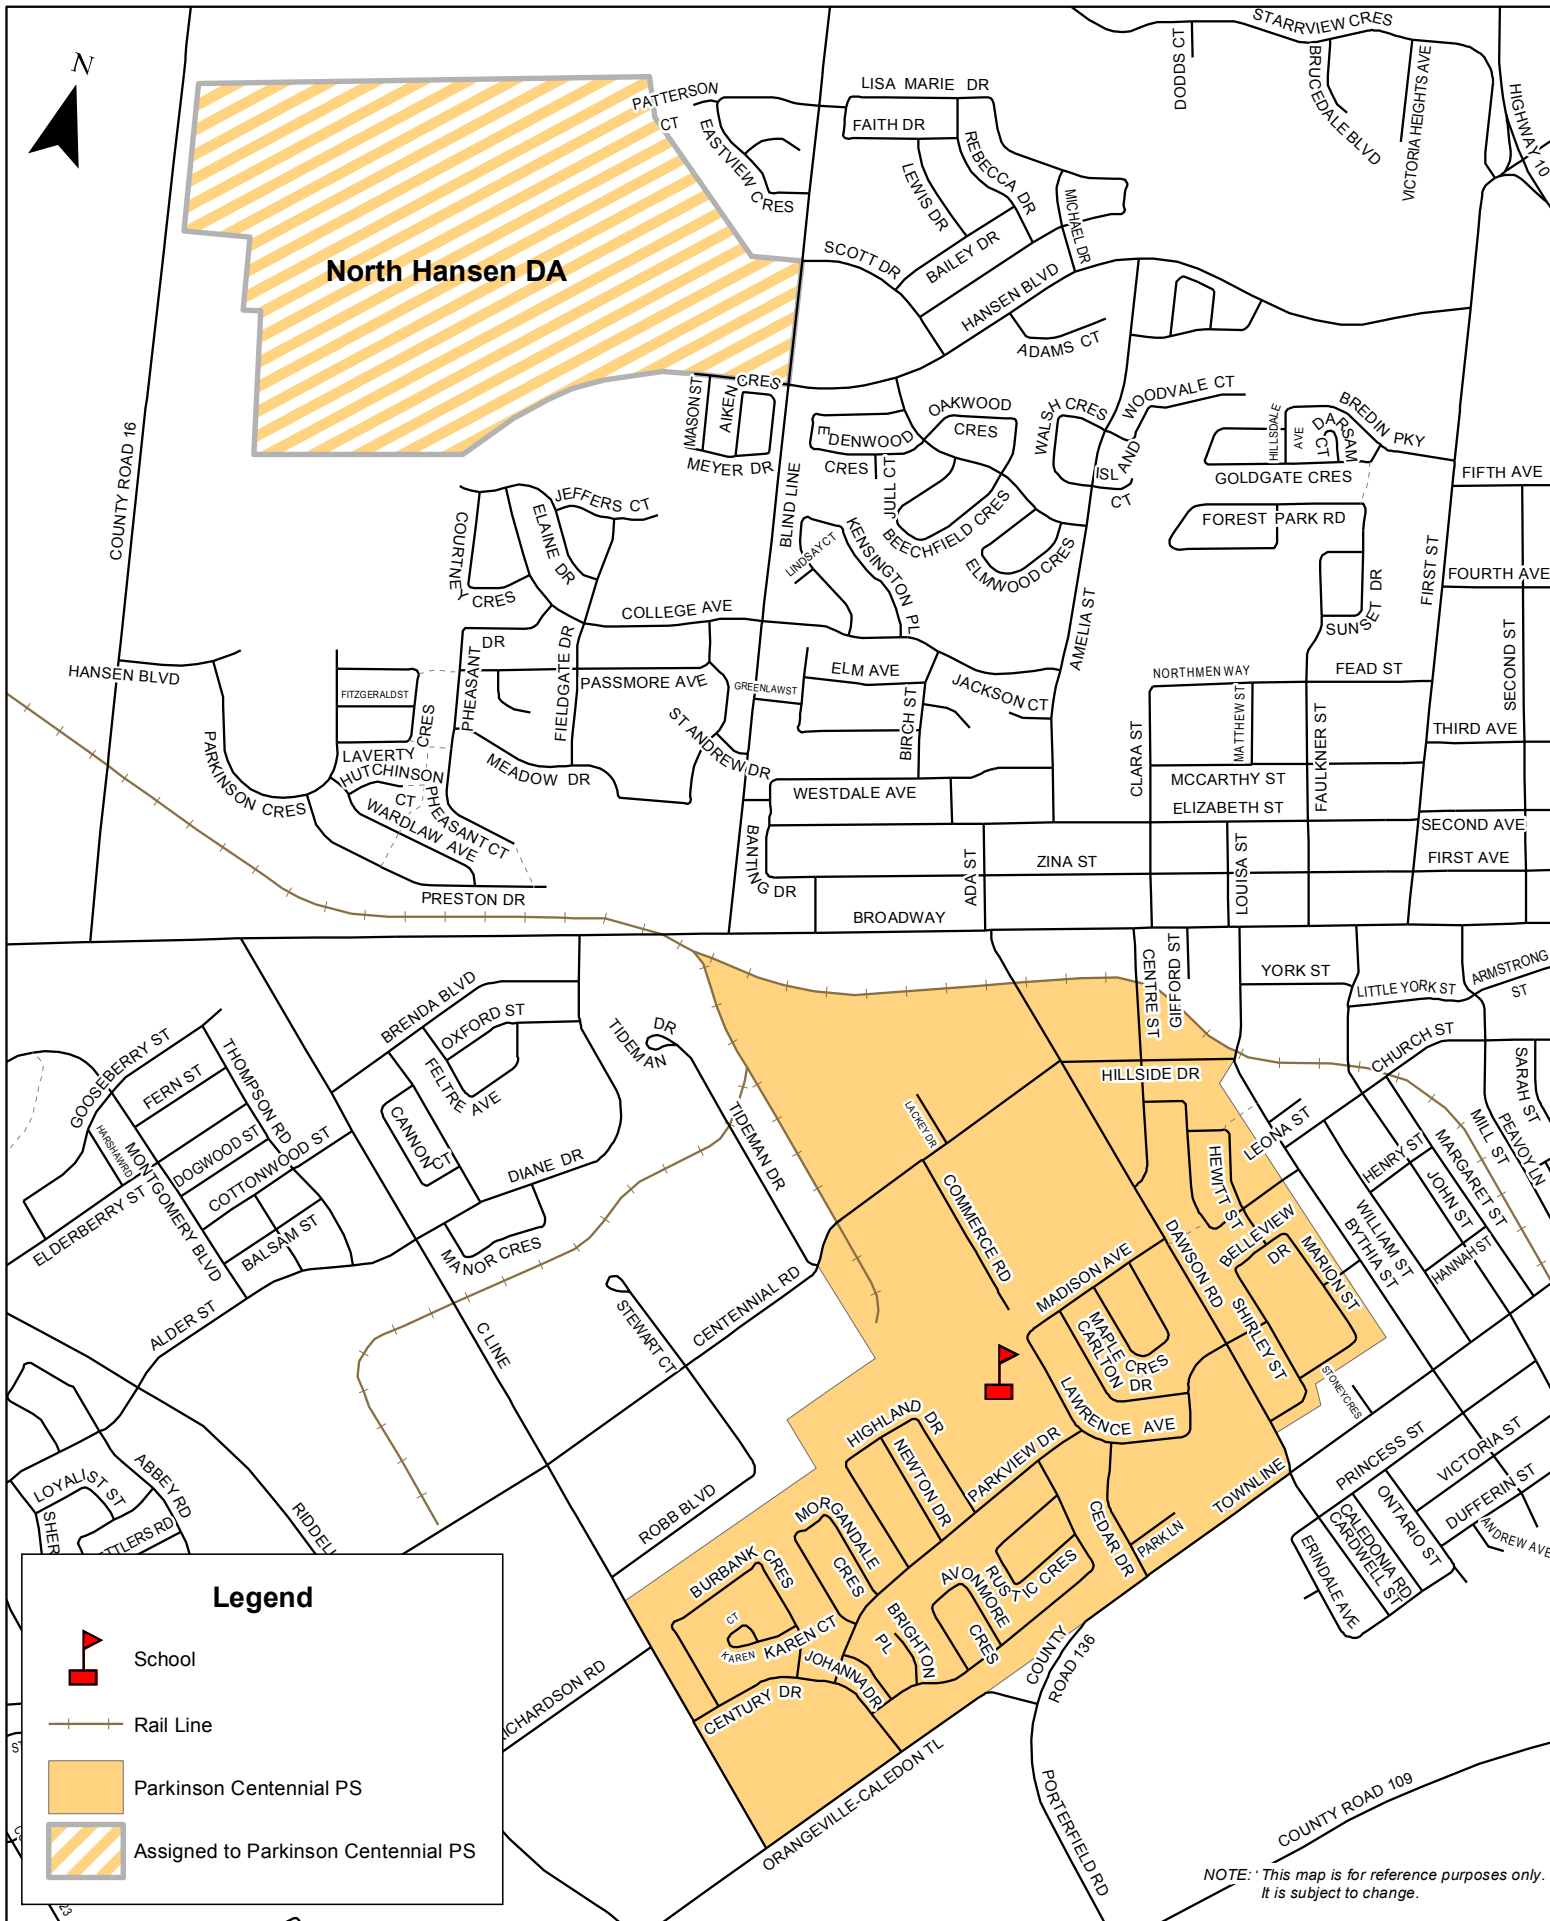 N
STARRVIEW CRES
DODDS CT
BRUCEDALE BLVD
VICTORIA HEIGHTS AVE
HIGHWAY 10
PATTERSON
CT
EASTVIEW CRES
LISA MARIE DR
FAITH DR
REBECCA DR
LEWIS DR
MICHAEL DR
SCOTT DR
BAILEY DR
HANSEN BLVD
ADAMS CT
North Hansen DA
COUNTY ROAD 16
MASON ST
AIKEN
CRES
MEYER DR
BLIND LINE
EDENWOOD
CRES
OAKWOOD
CRES
JULL CT
BEECHFIELD CRES
ELMWOOD CRES
WALSH CRES
WOODVALE CT
ISLAND
CT
HILLSDALE
AVE
DARSAM
CT
BREDIN PKY
GOLDGATE CRES
FIFTH AVE
FOREST PARK RD
SUNSET DR
FIRST ST
FOURTH AVE
SECOND ST
COURTNEY CRES
ELAINE DR
JEFFERS CT
LINDSAY CT
KENSINGTON PL
COLLEGE AVE
AMELIA ST
HANSEN BLVD
FITZGERALD ST
LAVERTY
CRES
PHEASANT
DR
FIELDGATE DR
PASSMORE AVE
GREENLAW ST
ELM AVE
BIRCH ST
JACKSON CT
NORTHMEN WAY
FEAD ST
MATTHEW ST
CLARA ST
FAULKNER ST
THIRD AVE
PARKINSON CRES
HUTCHINSON
CT
WARDLAW AVE
PHEASANT CT
MEADOW DR
ST ANDREW DR
WESTDALE AVE
MCCARTHY ST
ELIZABETH ST
SECOND AVE
BANTING DR
ADA ST
ZINA ST
LOUISA ST
FIRST AVE
PRESTON DR
BROADWAY
CENTRE ST
GIFFORD ST
YORK ST
LITTLE YORK ST
ARMSTRONG
ST
BRENDA BLVD
OXFORD ST
FELTRE AVE
CANNON
CT
TIDEMAN
DR
TIDEMAN DR
GOOSEBERRY ST
FERN ST
THOMPSON RD
HARSHAW RD
MONTGOMERY BLVD
DOGWOOD ST
COTTONWOOD ST
ELDERBERRY ST
BALSAM ST
ALDER ST
DIANE DR
MANOR CRES
C LINE
STEWART CT
CENTENNIAL RD
ROBB BLVD
HILLSIDE DR
LACKEY DR
COMMERCE RD
CHURCH ST
SARAH ST
LEONA ST
HEWITT ST
HENRY ST
MARGARET ST
MILL ST
PEAVOY LN
JOHN ST
HANNAH ST
WILLIAM ST
BYTHIA ST
BELLEVIEW
DR
MARION ST
MADISON AVE
DAWSON RD
SHIRLEY ST
MAPLE
CRES
CARLTON
DR
LAWRENCE AVE
STONEY CRES
HIGHLAND DR
NEWTON DR
PARKVIEW DR
MORGANDALE
CRES
CEDAR DR
PARK LN
TOWNLINE
PRINCESS ST
VICTORIA ST
DUFFERIN ST
ANDREW AVE
ONTARIO ST
CALEDONIA RD
CARDWELL ST
ERINDALE AVE
BURBANK
CRES
KAREN
CT
KAREN CT
AVONMORE
CRES
RUSTIC CRES
BRIGHTON
PL
JOHANNA DR
CENTURY DR
COUNTY
ROAD 136
ORANGEVILLE-CALEDON TL
PORTERFIELD RD
COUNTY ROAD 109
LOYALIST ST
ABBEY RD
Legend
School
Rail Line
Parkinson Centennial PS
Assigned to Parkinson Centennial PS
NOTE: This map is for reference purposes only.
It is subject to change.